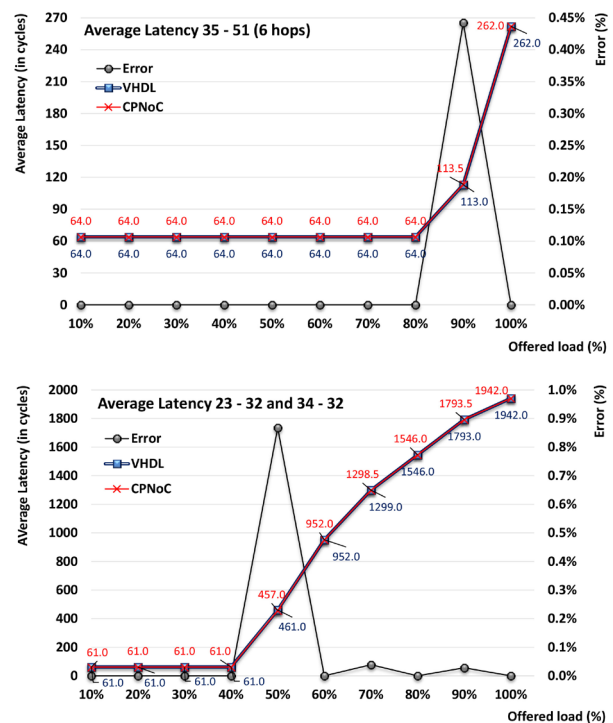 Average Latency 35 - 51 (6 hops)
Average Latency (in cycles)
Error (%)
Error
VHDL
CPNoC
270
240
210
180
150
120
90
60
30
0
0.45%
0.40%
0.35%
0.30%
0.25%
0.20%
0.15%
0.10%
0.05%
0.00%
64.0 64.0 64.0 64.0 64.0 64.0 64.0 64.0 113.5 262.0
64.0 64.0 64.0 64.0 64.0 64.0 64.0 64.0 113.0 262.0
10% 20% 30% 40% 50% 60% 70% 80% 90% 100%
Offered load (%)
Average Latency 23 - 32 and 34 - 32
AVerage Latency (in cycles)
Error (%)
Error
VHDL
CPNoC
2000
1800
1600
1400
1200
1000
800
600
400
200
0
1.0%
0.9%
0.8%
0.7%
0.6%
0.5%
0.4%
0.3%
0.2%
0.1%
0.0%
61.0 61.0 61.0 61.0 457.0 952.0 1298.5 1546.0 1793.5 1942.0
61.0 61.0 61.0 61.0 461.0 952.0 1299.0 1546.0 1793.0 1942.0
10% 20% 30% 40% 50% 60% 70% 80% 90% 100%
Offered load (%)